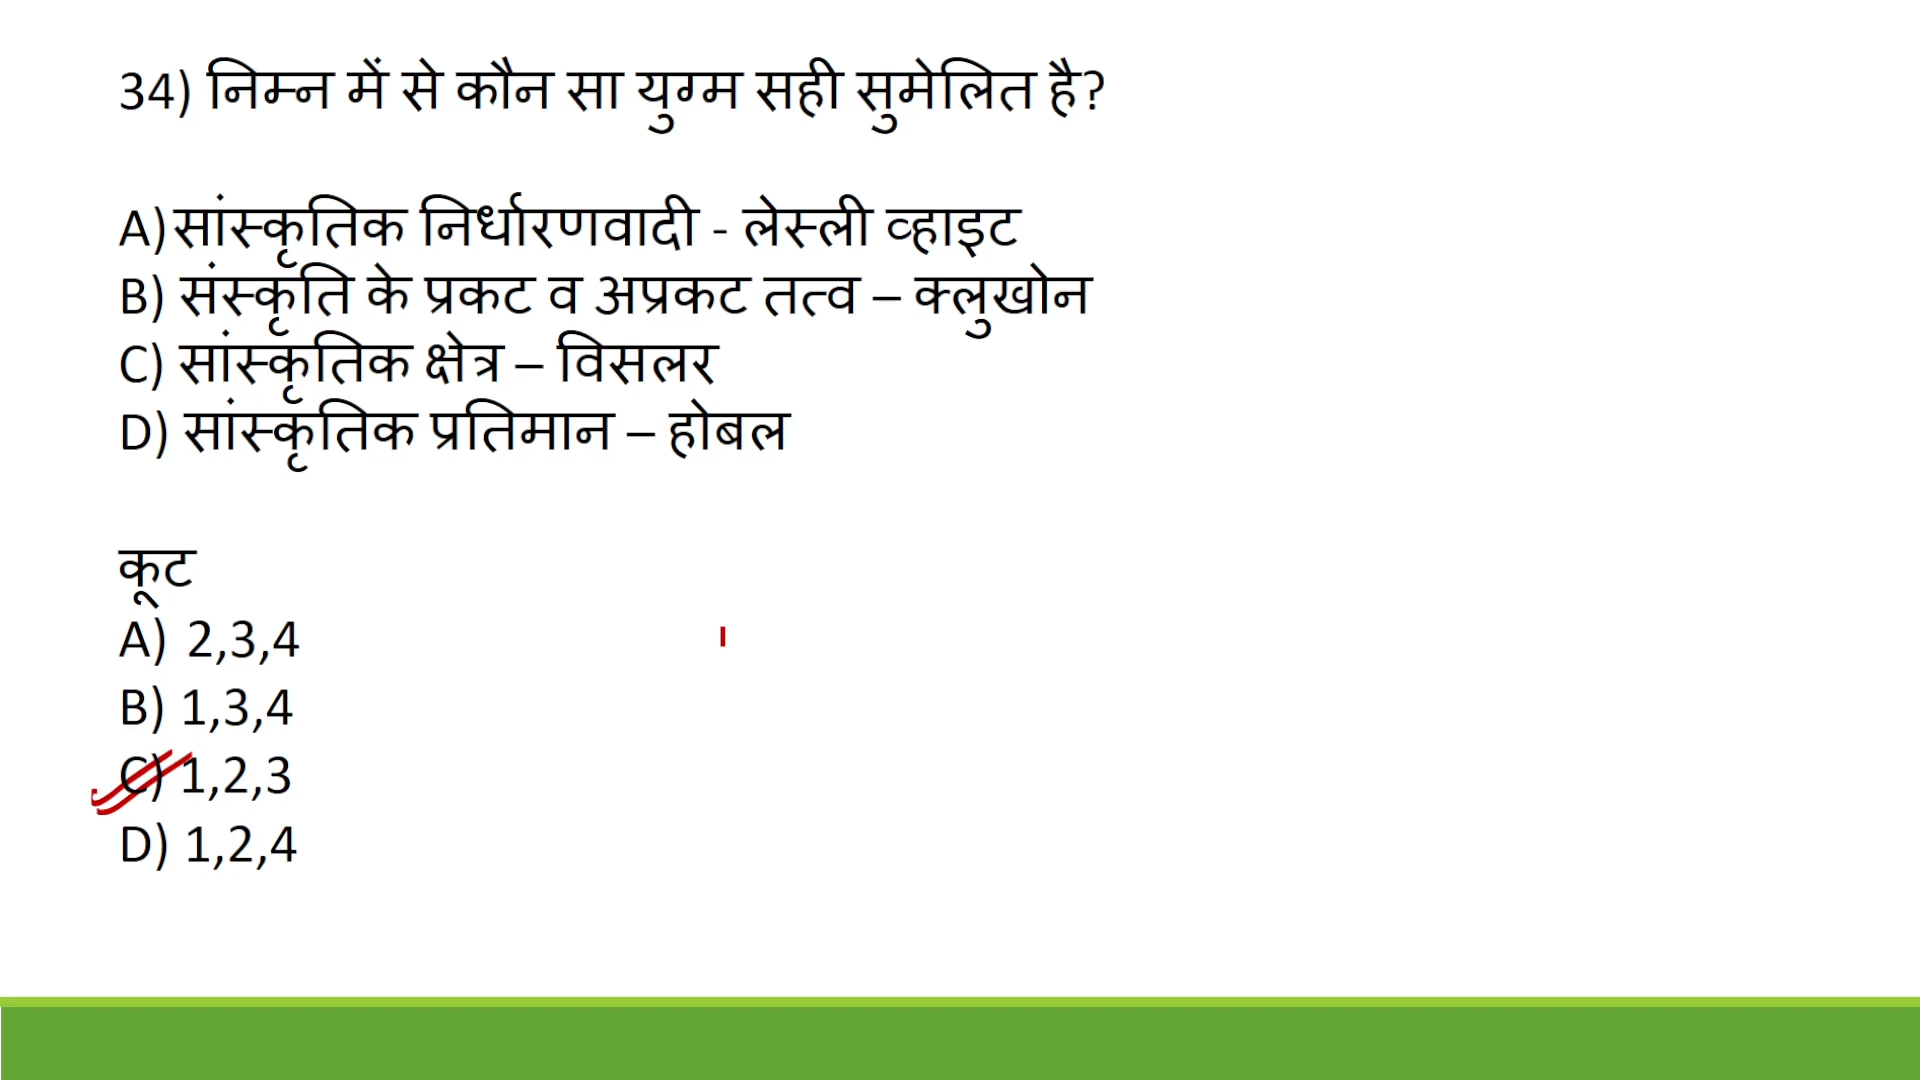 34) निम्न में से कौन सा युग्म सही सुमेलित है?
A) सांस्कृतिक निर्धारणवादी - लेस्ली व्हाइट
B) संस्कृति के प्रकट व अप्रकट तत्व – क्लुखोन
C) सांस्कृतिक क्षेत्र – विसलर
D) सांस्कृतिक प्रतिमान – होबल
कूट
A) 2,3,4
B) 1,3,4
C) 1,2,3
D) 1,2,4